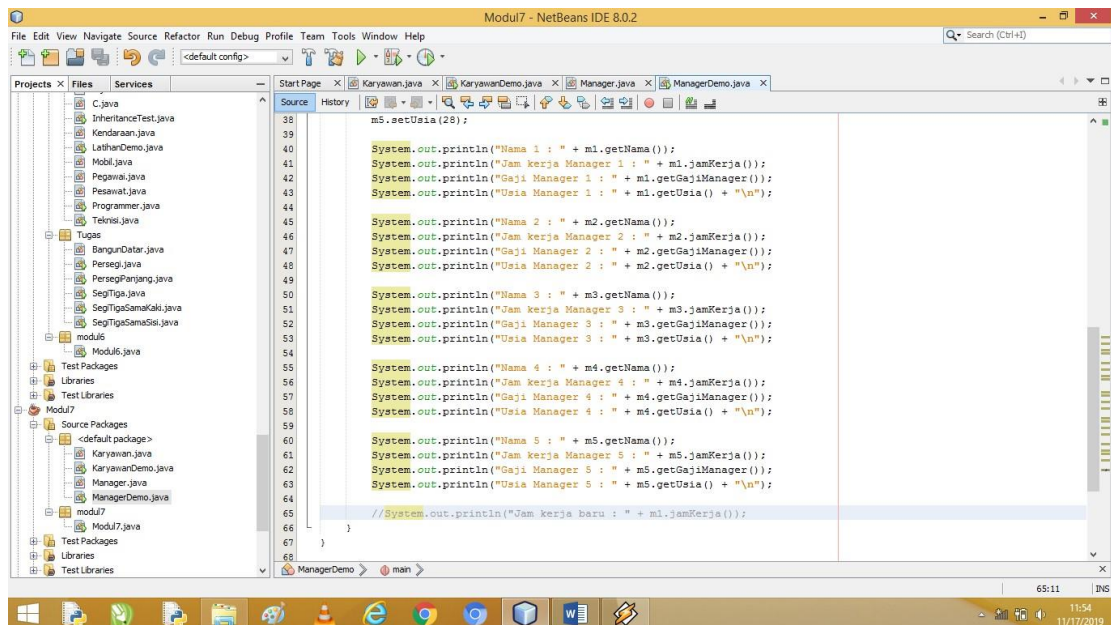 Modul7 - NetBeans IDE 8.0.2
File Edit View Navigate Source Refactor Run Debug Profile Team Tools Window Help
Search (Ctrl+I)
<default config>
Projects Files Services
Start Page Karyawan.java KaryawanDemo.java Manager.java ManagerDemo.java
Source History
C.java
InheritanceTest.java
Kendaraan.java
LatihanDemo.java
Mobil.java
Pegawai.java
Pesawat.java
Programmer.java
Teknisi.java
Tugas
BangunDatar.java
Persegi.java
PersegiPanjang.java
SegiTiga.java
SegiTigaSamaKaki.java
SegiTigaSamaSisi.java
modul6
Modul6.java
Test Packages
Libraries
Test Libraries
Modul7
Source Packages
<default package>
Karyawan.java
KaryawanDemo.java
Manager.java
ManagerDemo.java
modul7
Modul7.java
Test Packages
Libraries
Test Libraries
38 m5.setUsia(28);
39
40 System.out.println("Nama 1 : " + m1.getNama());
41 System.out.println("Jam kerja Manager 1 : " + m1.jamKerja());
42 System.out.println("Gaji Manager 1 : " + m1.getGajiManager());
43 System.out.println("Usia Manager 1 : " + m1.getUsia() + "\n");
44
45 System.out.println("Nama 2 : " + m2.getNama());
46 System.out.println("Jam kerja Manager 2 : " + m2.jamKerja());
47 System.out.println("Gaji Manager 2 : " + m2.getGajiManager());
48 System.out.println("Usia Manager 2 : " + m2.getUsia() + "\n");
49
50 System.out.println("Nama 3 : " + m3.getNama());
51 System.out.println("Jam kerja Manager 3 : " + m3.jamKerja());
52 System.out.println("Gaji Manager 3 : " + m3.getGajiManager());
53 System.out.println("Usia Manager 3 : " + m3.getUsia() + "\n");
54
55 System.out.println("Nama 4 : " + m4.getNama());
56 System.out.println("Jam kerja Manager 4 : " + m4.jamKerja());
57 System.out.println("Gaji Manager 4 : " + m4.getGajiManager());
58 System.out.println("Usia Manager 4 : " + m4.getUsia() + "\n");
59
60 System.out.println("Nama 5 : " + m5.getNama());
61 System.out.println("Jam kerja Manager 5 : " + m5.jamKerja());
62 System.out.println("Gaji Manager 5 : " + m5.getGajiManager());
63 System.out.println("Usia Manager 5 : " + m5.getUsia() + "\n");
64
65 //System.out.println("Jam kerja baru : " + m1.jamKerja());
66 }
67 }
68
ManagerDemo main
65:11 INS
11:54
11/17/2019